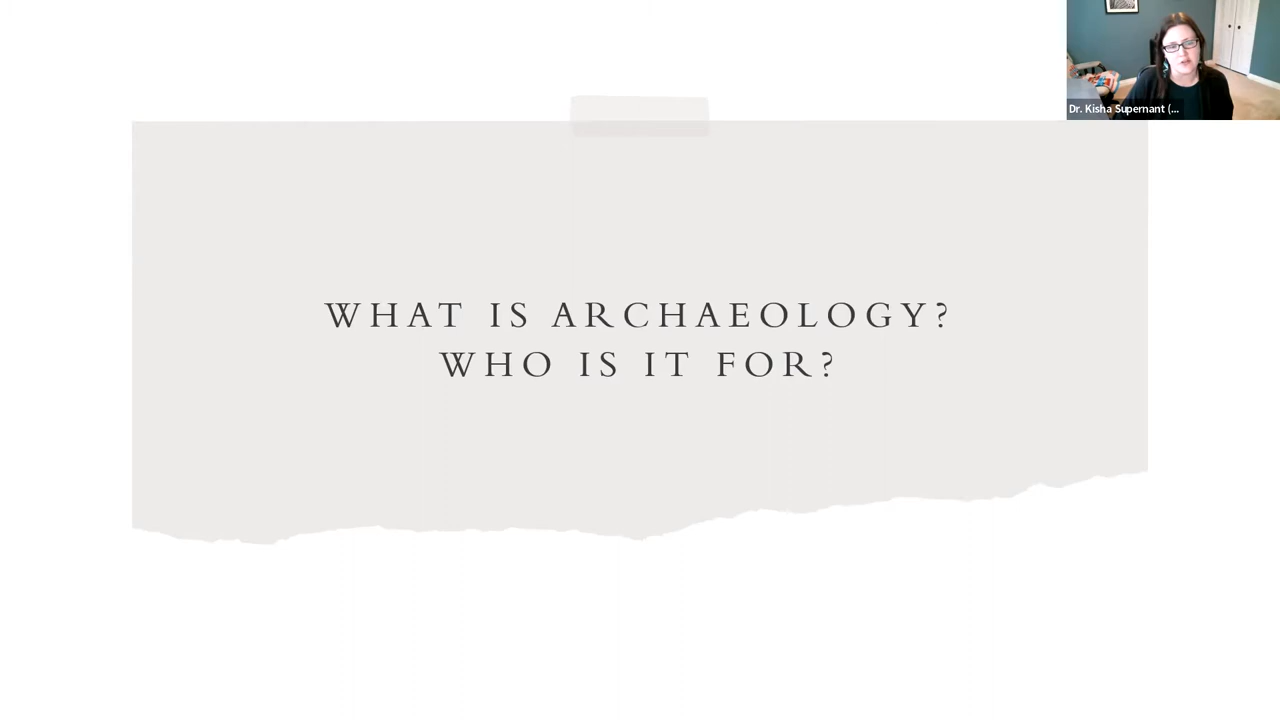 Dr. Kisha Supernant (...
WHAT IS ARCHAEOLOGY?
WHO IS IT FOR?